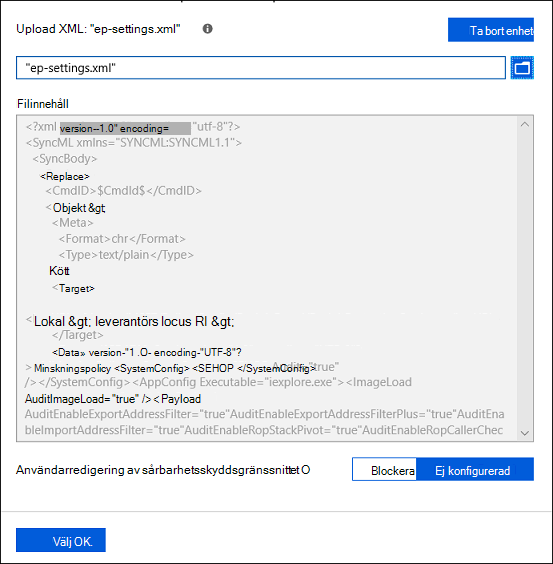 Upload XML: "ep-settings.xml"
Ta bort enhet
"ep-settings.xml"
Filinnehåll
<?xml version--1.0" encoding= "utf-8"?>
<SyncML xmlns="SYNCML:SYNCML1.1">
<SyncBody>
<Replace>
<CmdID>$CmdId$</CmdID>
<Objekt &gt;
<Meta>
<Format>chr</Format>
<Type>text/plain</Type>
Kött
<Target>
<Lokal &gt; leverantörs locus RI &gt;
</Target>
<Data» version-"1 .O- encoding-"UTF-8"?
> Minskningspolicy <SystemConfig> <SEHOP </SystemConfig> Audit="true"
/></SystemConfig><AppConfig Executable="iexplore.exe"><ImageLoad
AuditImageLoad="true" /><Payload
AuditEnableExportAddressFilter="true"AuditEnableExportAddressFilterPlus="true"AuditEna
bleImportAddressFilter="true"AuditEnableRopStackPivot="true"AuditEnableRopCallerChec
Användarredigering av sårbarhetsskyddsgränssnittet O
Blockera
Ej konfigurerad
Välj OK.